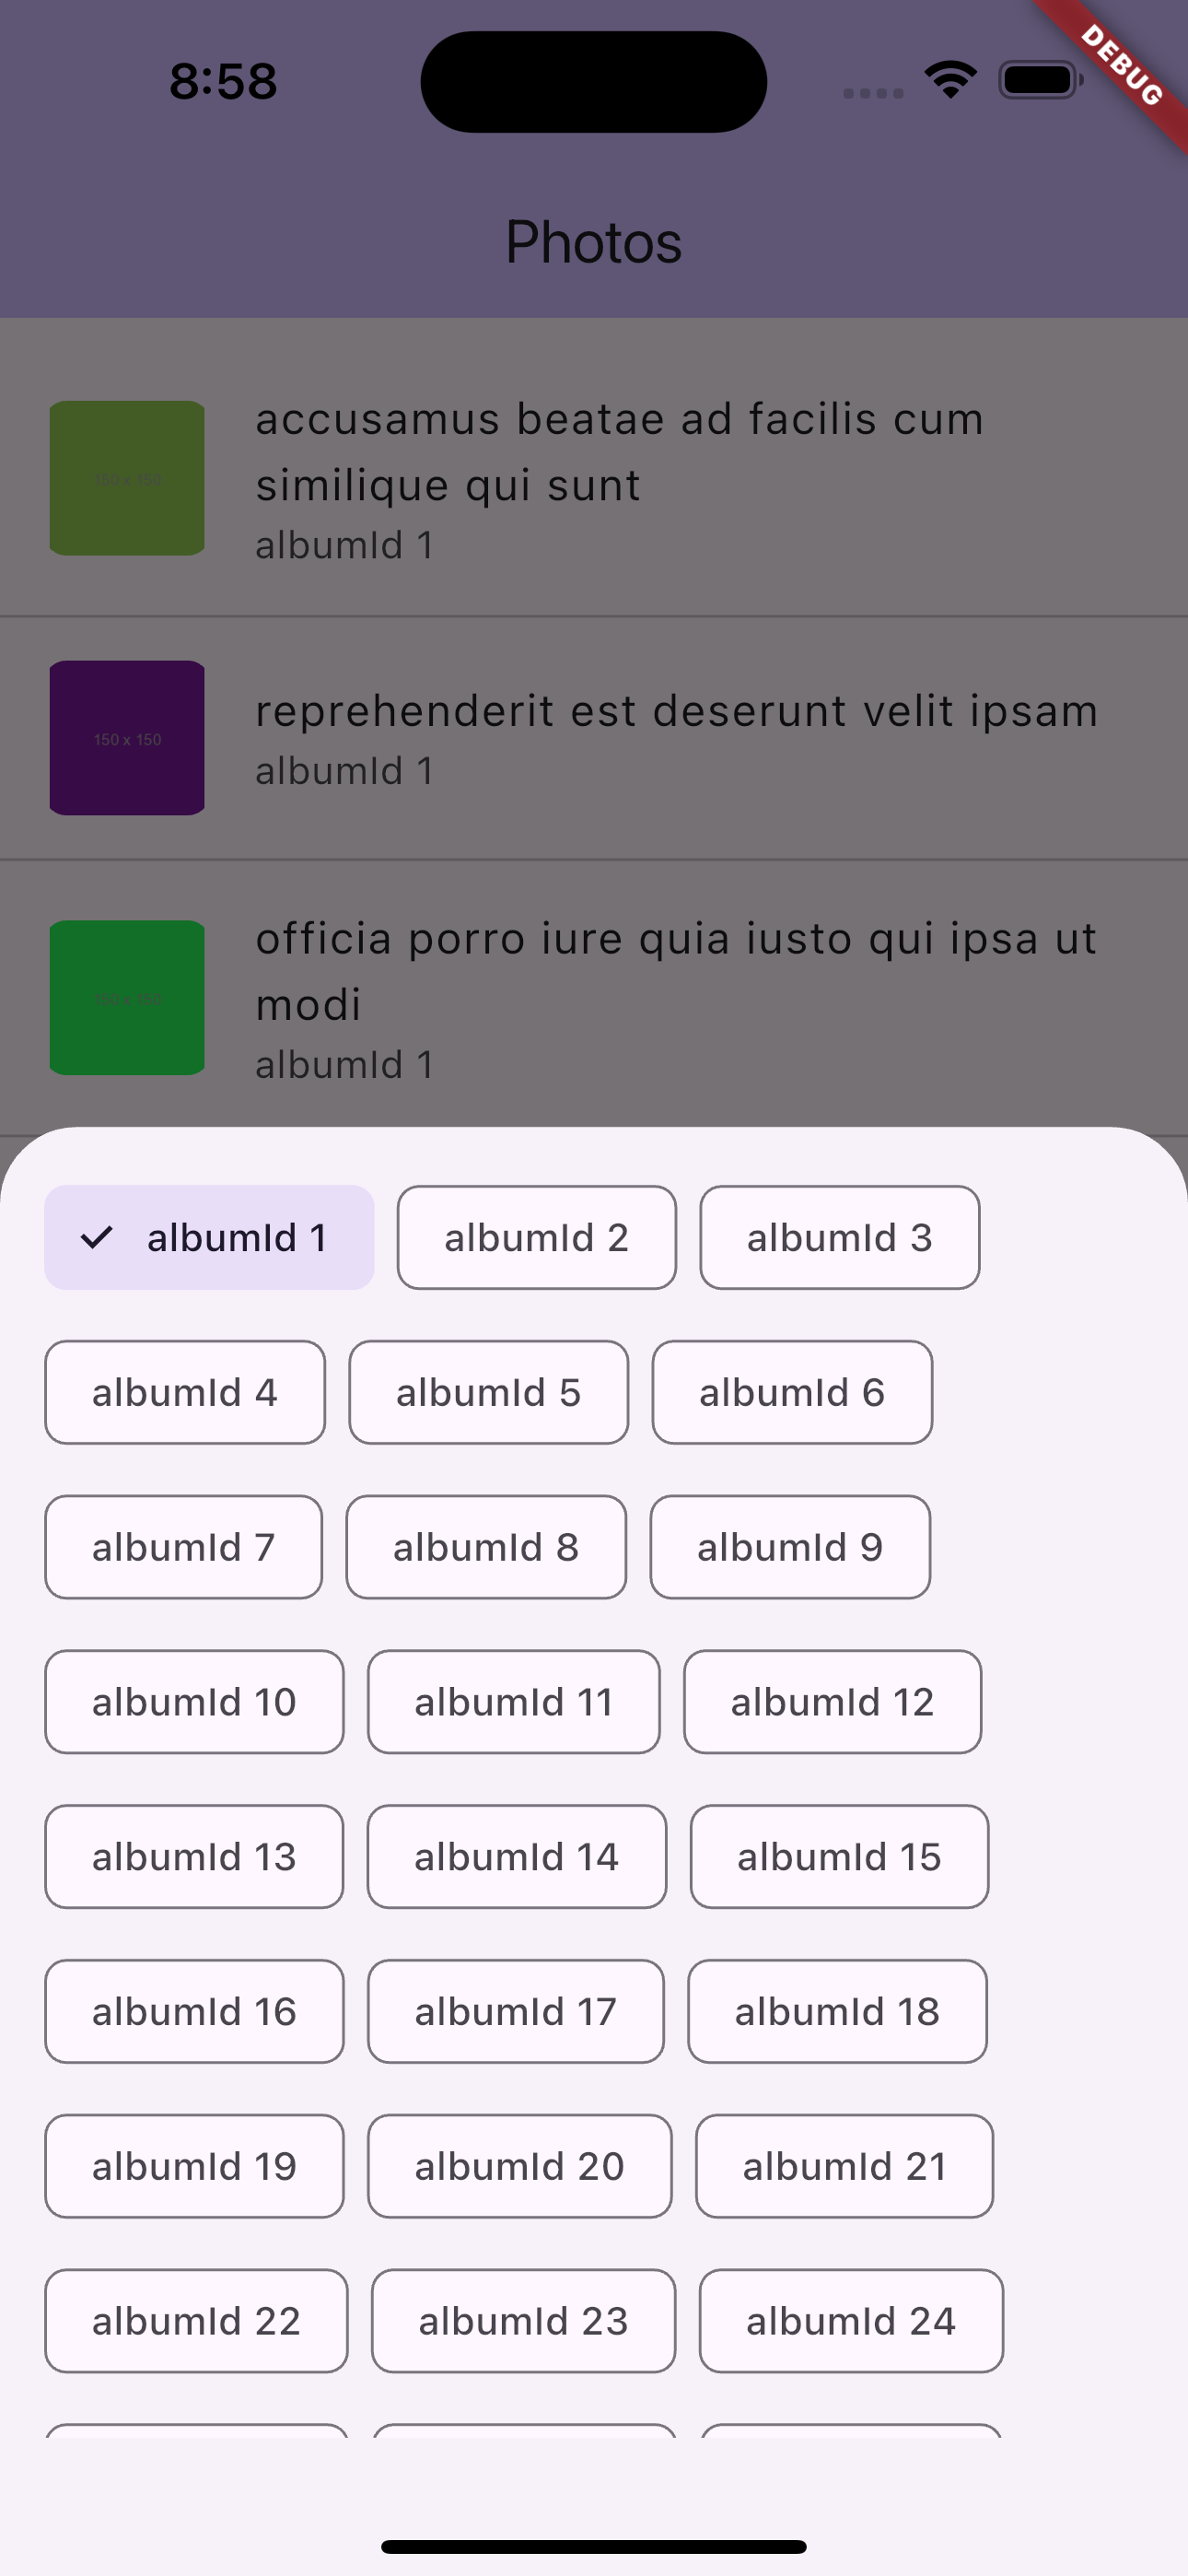 8:58
DEBUG
Photos
accusamus beatae ad facilis cum
similique qui sunt
albumId 1
150 x 150
reprehenderit est deserunt velit ipsam
albumId 1
150 x 150
officia porro iure quia iusto qui ipsa ut
modi
albumId 1
150 x 150
albumId 1
albumId 2
albumId 3
albumId 4
albumId 5
albumId 6
albumId 7
albumId 8
albumId 9
albumId 10
albumId 11
albumId 12
albumId 13
albumId 14
albumId 15
albumId 16
albumId 17
albumId 18
albumId 19
albumId 20
albumId 21
albumId 22
albumId 23
albumId 24